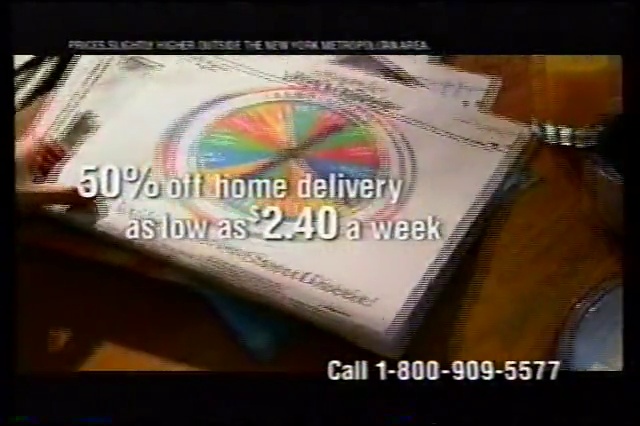 PRICES SLIGHTLY HIGHER OUTSIDE THE NEW YORK METROPOLITAN AREA.
50% off home delivery
as low as $2.40 a week
Call 1-800-909-5577